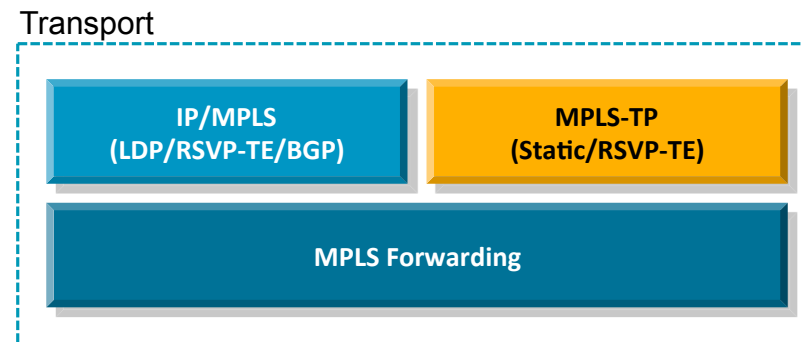 Transport
IP/MPLS
(LDP/RSVP-TE/BGP)
MPLS-TP
(Static/RSVP-TE)
MPLS Forwarding